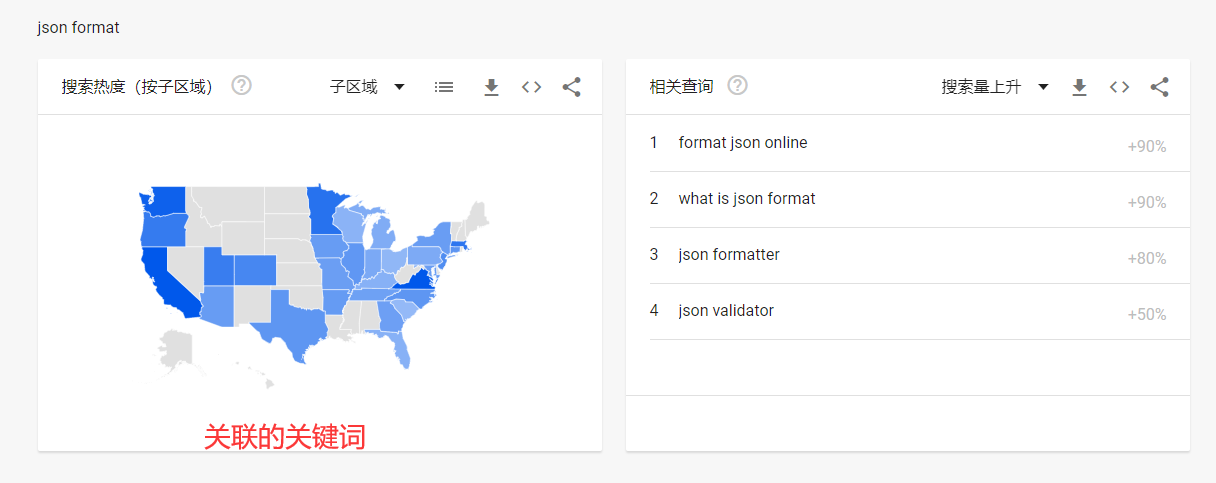 json format
搜索热度（按子区域）
子区域
关联的关键词
相关查询
搜索量上升
1 format json online +90%
2 what is json format +90%
3 json formatter +80%
4 json validator +50%